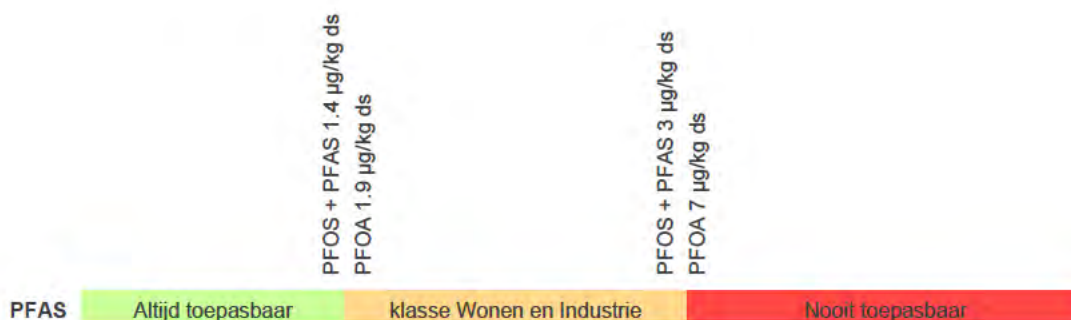 PFOS + PFAS 1.4 µg/kg ds
PFOA 1.9 µg/kg ds
PFOS + PFAS 3 µg/kg ds
PFOA 7 µg/kg ds
PFAS
Altijd toepasbaar
klasse Wonen en Industrie
Nooit toepasbaar